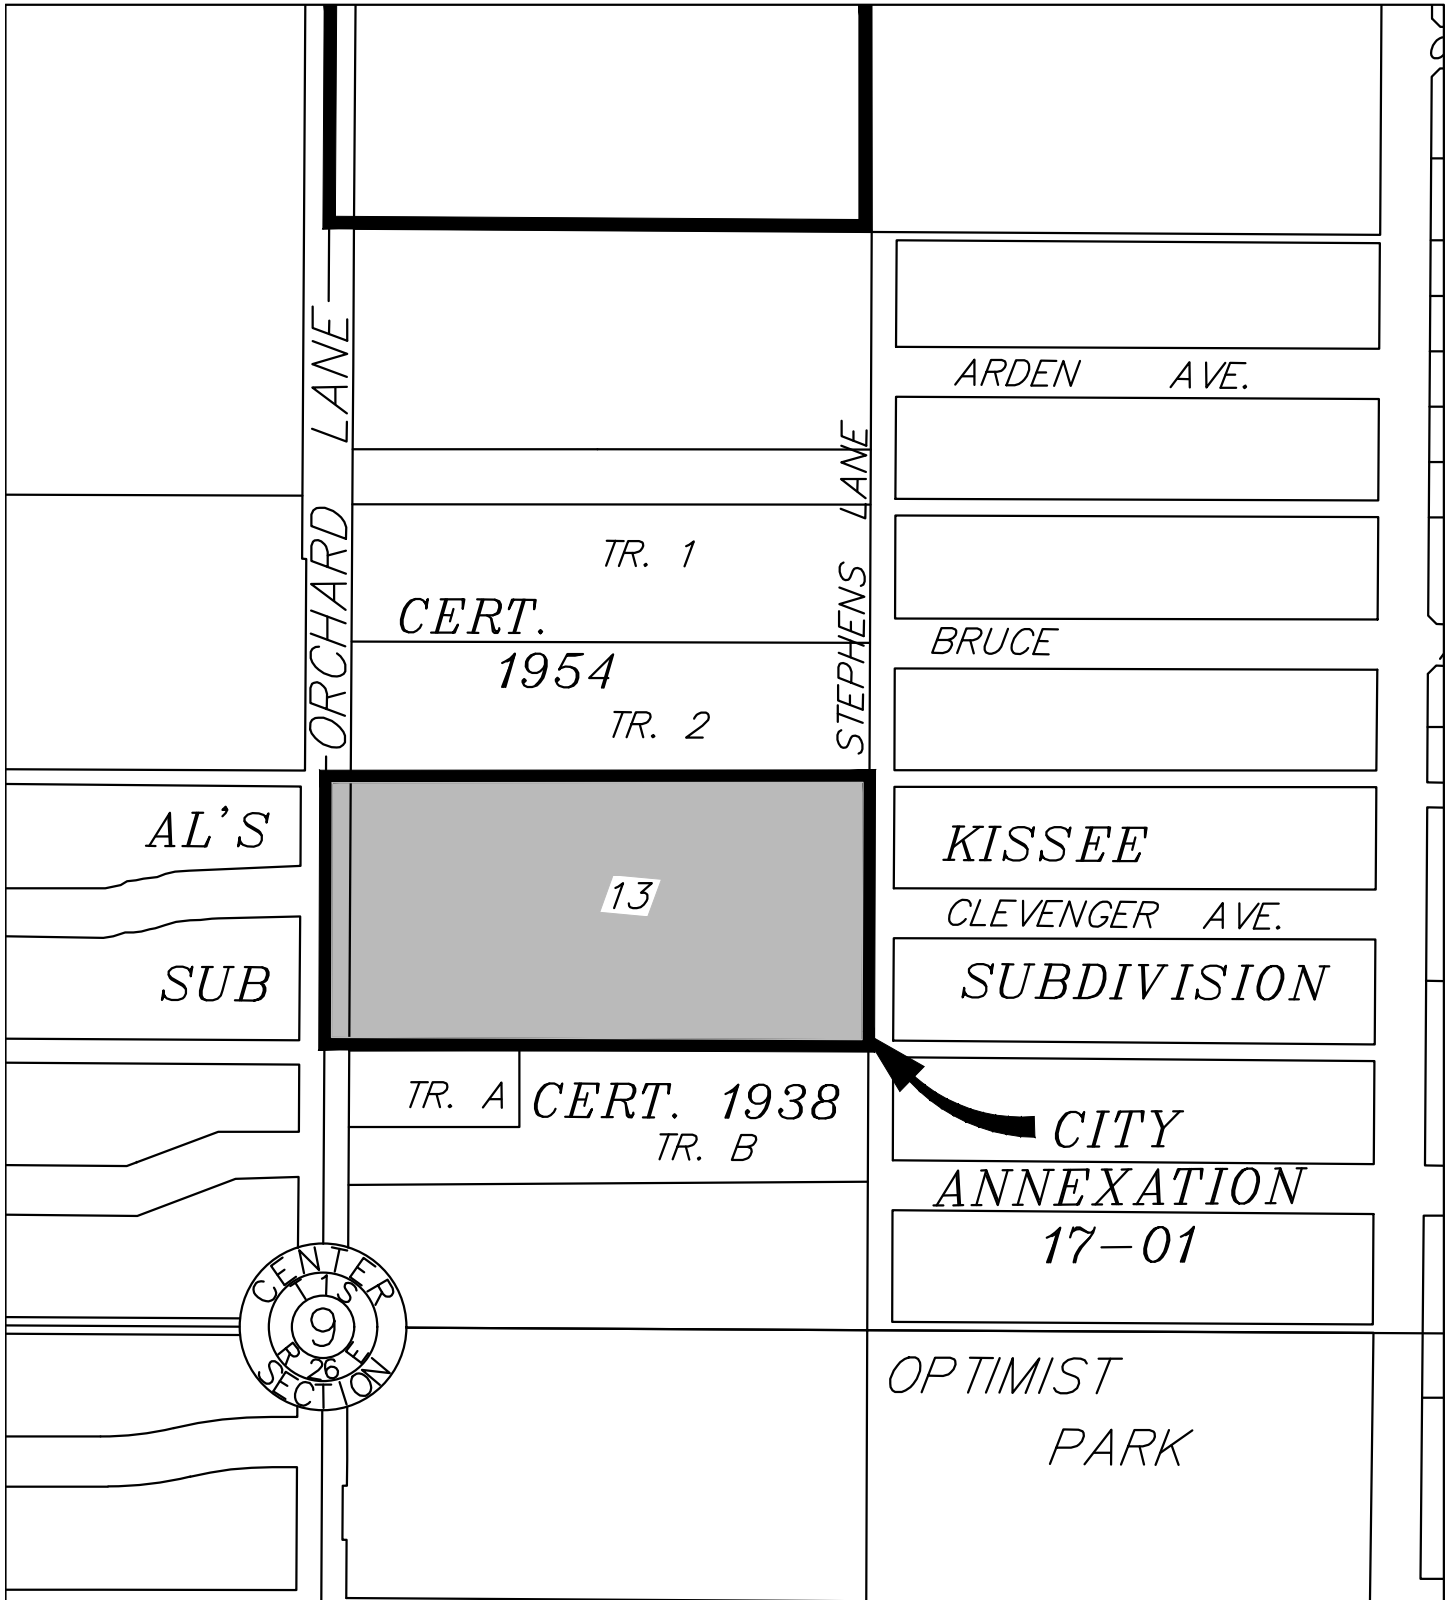 ARDEN AVE.
ORCHARD LANE
STEPHENS LANE
TR. 1
CERT.
1954
TR. 2
BRUCE
AL'S
SUB
13
KISSEE
CLEVENGER AVE.
SUBDIVISION
TR. A
CERT. 1938
TR. B
CITY
ANNEXATION
17-01
CENTER
T 1 S
9
R 26 E
SECTION
OPTIMIST
PARK